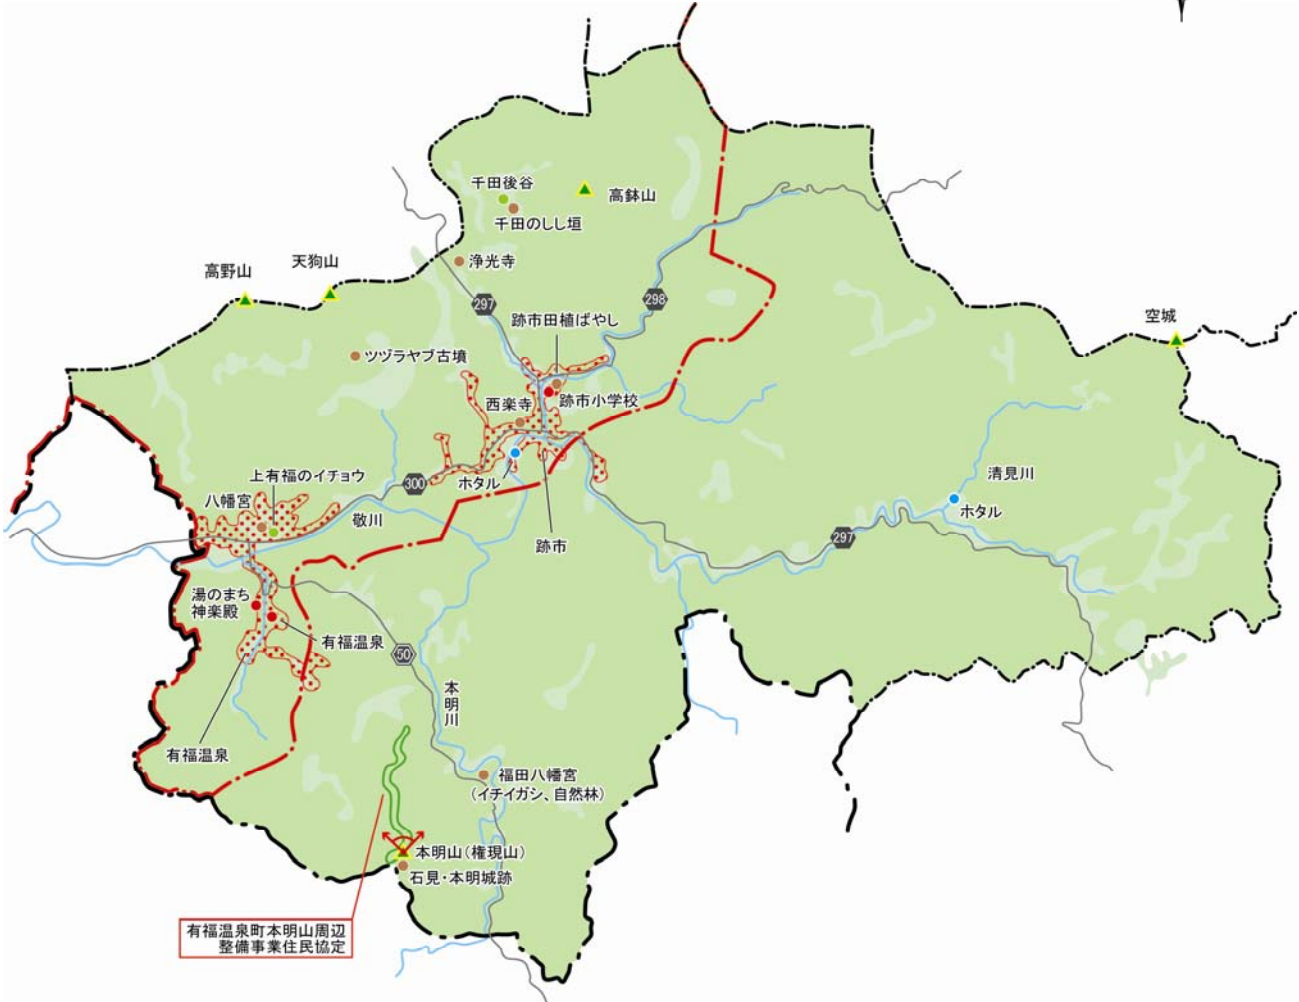 千田後谷
高鉢山
千田のしし垣
浄光寺
天狗山
高野山
297
298
跡市田植ばやし
空城
ツヅラヤブ古墳
跡市小学校
西楽寺
上有福のイチョウ
300
ホタル
清見川
八幡宮
敬川
ホタル
跡市
297
湯のまち
神楽殿
有福温泉
50
本明川
有福温泉
福田八幡宮
(イチイガシ、自然林)
本明山(権現山)
石見・本明城跡
有福温泉町本明山周辺
整備事業住民協定